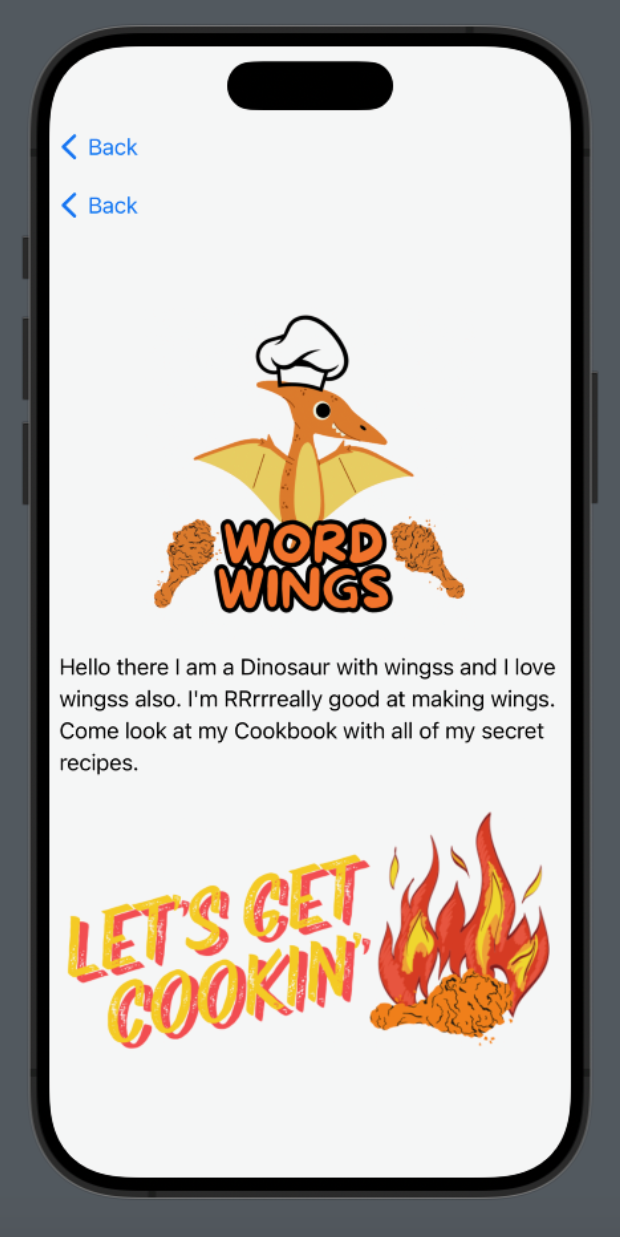 Back
Back
WORD
WINGS
Hello there I am a Dinosaur with wingss and I love
wingss also. I'm RRrrreally good at making wings.
Come look at my Cookbook with all of my secret
recipes.
LET'S GET
COOKIN'